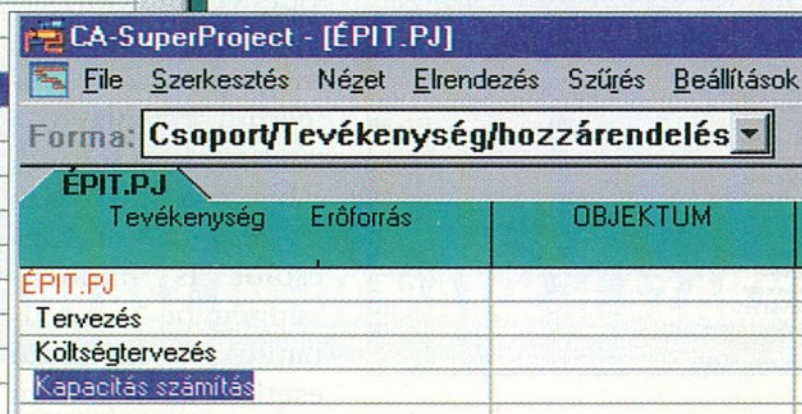 CA-SuperProject - [ÉPIT.PJ]
File Szerkesztés Nézet Elrendezés Szűrés Beállítások
Forma: Csoport/Tevékenység/hozzárendelés
ÉPIT.PJ
Tevékenység Erôforrás OBJEKTUM
ÉPIT.PJ
Tervezés
Költségtervezés
Kapacitás számítás